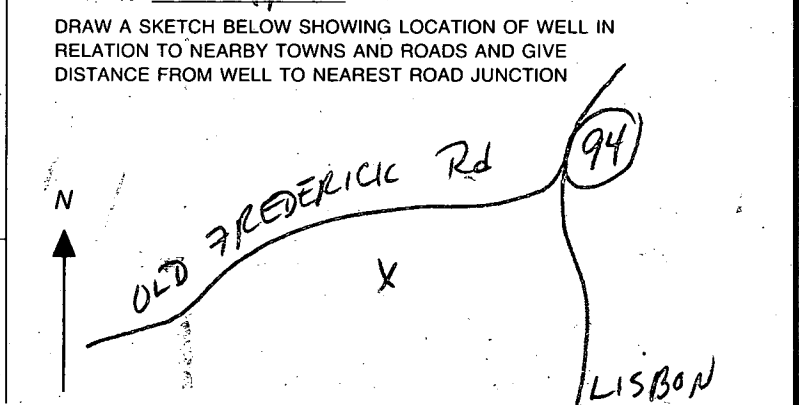 DRAW A SKETCH BELOW SHOWING LOCATION OF WELL IN
RELATION TO NEARBY TOWNS AND ROADS AND GIVE
DISTANCE FROM WELL TO NEAREST ROAD JUNCTION
94
OLD FREDERICK Rd
N
X
LISBON